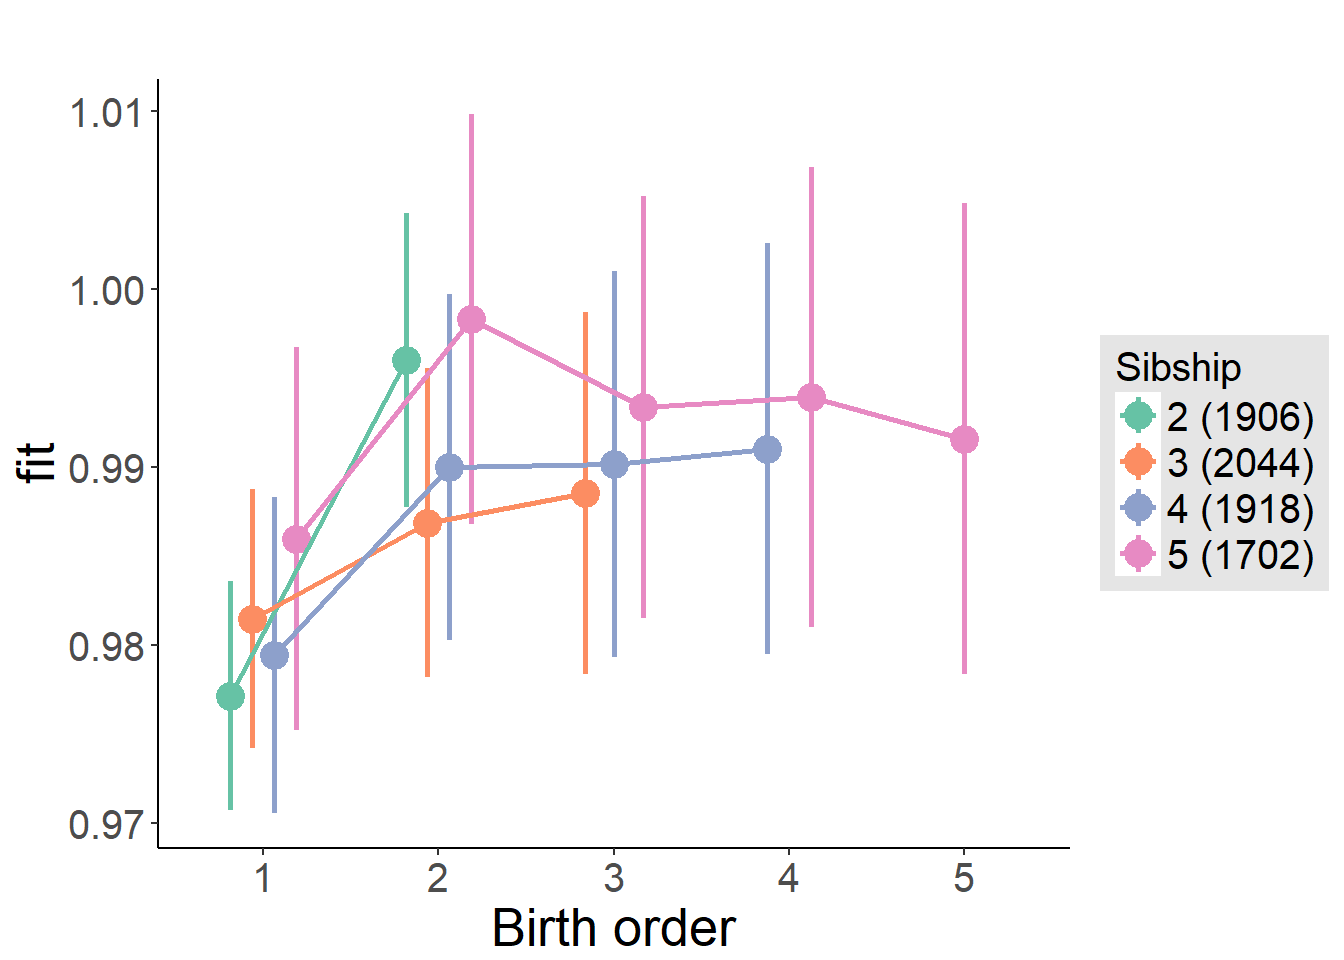 1.01
1.00
0.99
0.98
0.97
fit
1 2 3 4 5
Birth order
Sibship
2 (1906)
3 (2044)
4 (1918)
5 (1702)